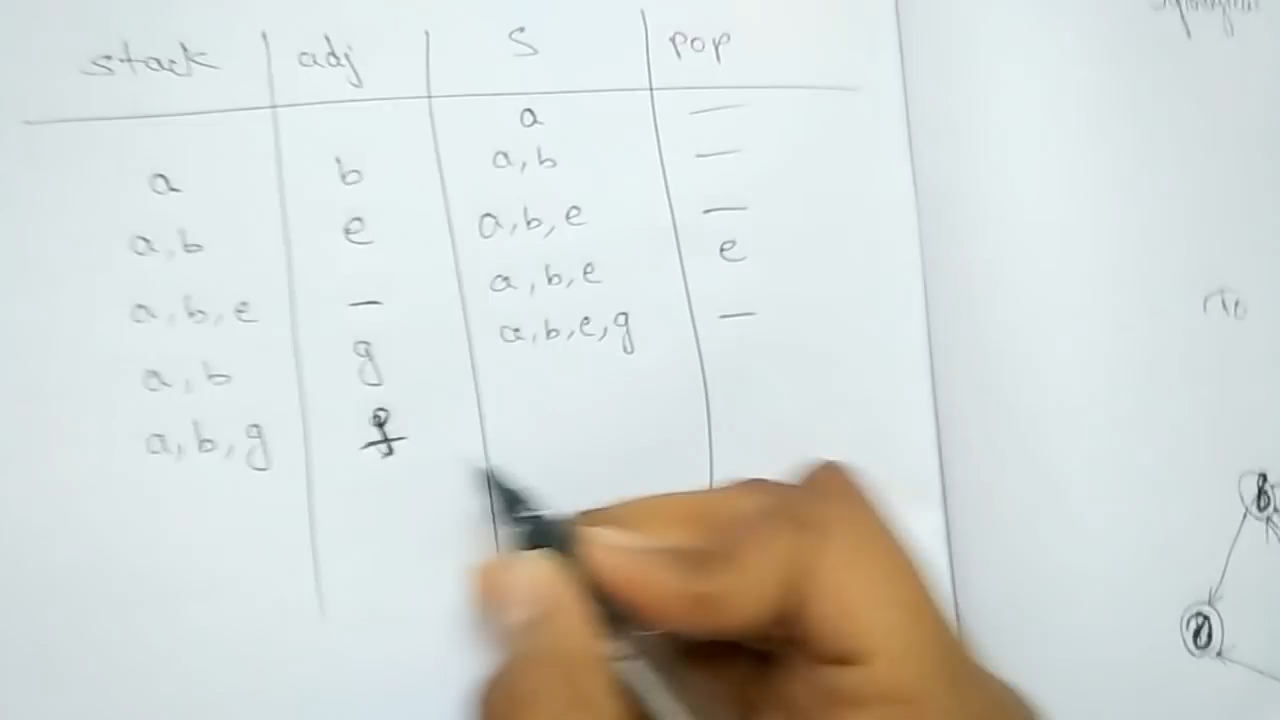 stack adj S pop
a —
a b a, b —
a, b e a, b, e —
a, b, e — a, b, e e
a, b g a, b, e, g —
a, b, g